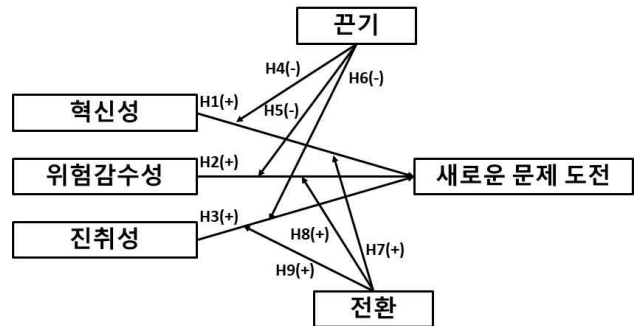 끈기
H4(-)
H6(-)
H1(+)
H5(-)
혁신성
H2(+)
위험감수성
새로운 문제 도전
H3(+)
진취성
H8(+)
H7(+)
H9(+)
전환